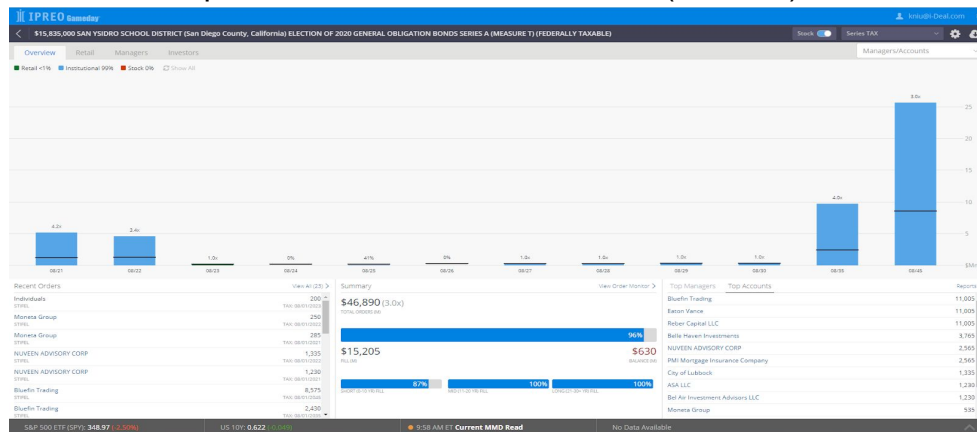 IPREO Gameday
kniu@i-Deal.com
$15,835,000 SAN YSIDRO SCHOOL DISTRICT (San Diego County, California) ELECTION OF 2020 GENERAL OBLIGATION BONDS SERIES A (MEASURE T) (FEDERALLY TAXABLE)
Stock
Series TAX
Overview Retail Managers Investors
Managers/Accounts
Retail <1% Institutional 99% Stock 0% Show All
3.0x
25
20
15
4.0x
10
4.2x 2.4x
5
1.0x 0% 41% 0% 1.0x 1.0x 1.0x 1.0x
08/21 08/22 08/23 08/24 08/25 08/26 08/27 08/28 08/29 08/30 08/35 08/45 $Mn
Recent Orders View All (23) >
Individuals 200
STIFEL TAX: 08/01/2023
Moneta Group 250
STIFEL TAX: 08/01/2022
Moneta Group 285
STIFEL TAX: 08/01/2021
NUVEEN ADVISORY CORP 1,335
STIFEL TAX: 08/01/2022
NUVEEN ADVISORY CORP 1,230
STIFEL TAX: 08/01/2021
Bluefin Trading 8,575
STIFEL TAX: 08/01/2045
Bluefin Trading 2,430
STIFEL TAX: 08/01/2035
Summary View Order Monitor >
$46,890 (3.0x)
TOTAL ORDERS (M)
96%
$15,205 $630
FILL (M) BALANCE (M)
87% 100% 100%
Top Managers Top Accounts Reports
Bluefin Trading 11,005
Eaton Vance 11,005
Reber Capital LLC 11,005
Belle Haven Investments 3,765
NUVEEN ADVISORY CORP 2,565
PMI Mortgage Insurance Company 2,565
City of Lubbock 1,335
ASA LLC 1,230
Bel Air Investment Advisors LLC 1,230
Moneta Group 535
S&P 500 ETF (SPY): 348.97 (-2.50%) US 10Y: 0.622 (-0.049) 9:58 AM ET Current MMD Read No Data Available